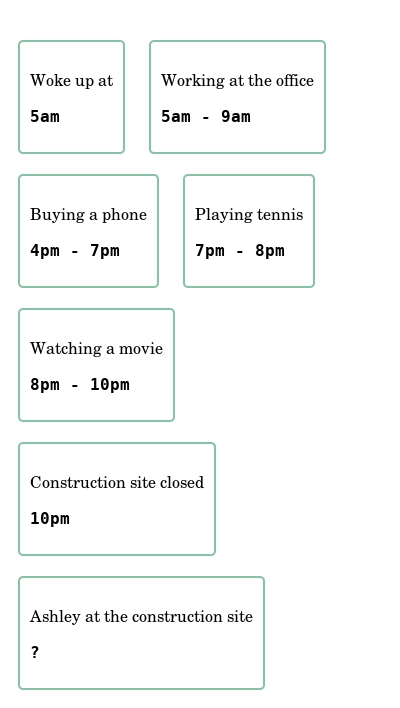 Woke up at
5am
Working at the office
5am - 9am
Buying a phone
4pm - 7pm
Playing tennis
7pm - 8pm
Watching a movie
8pm - 10pm
Construction site closed
10pm
Ashley at the construction site
?